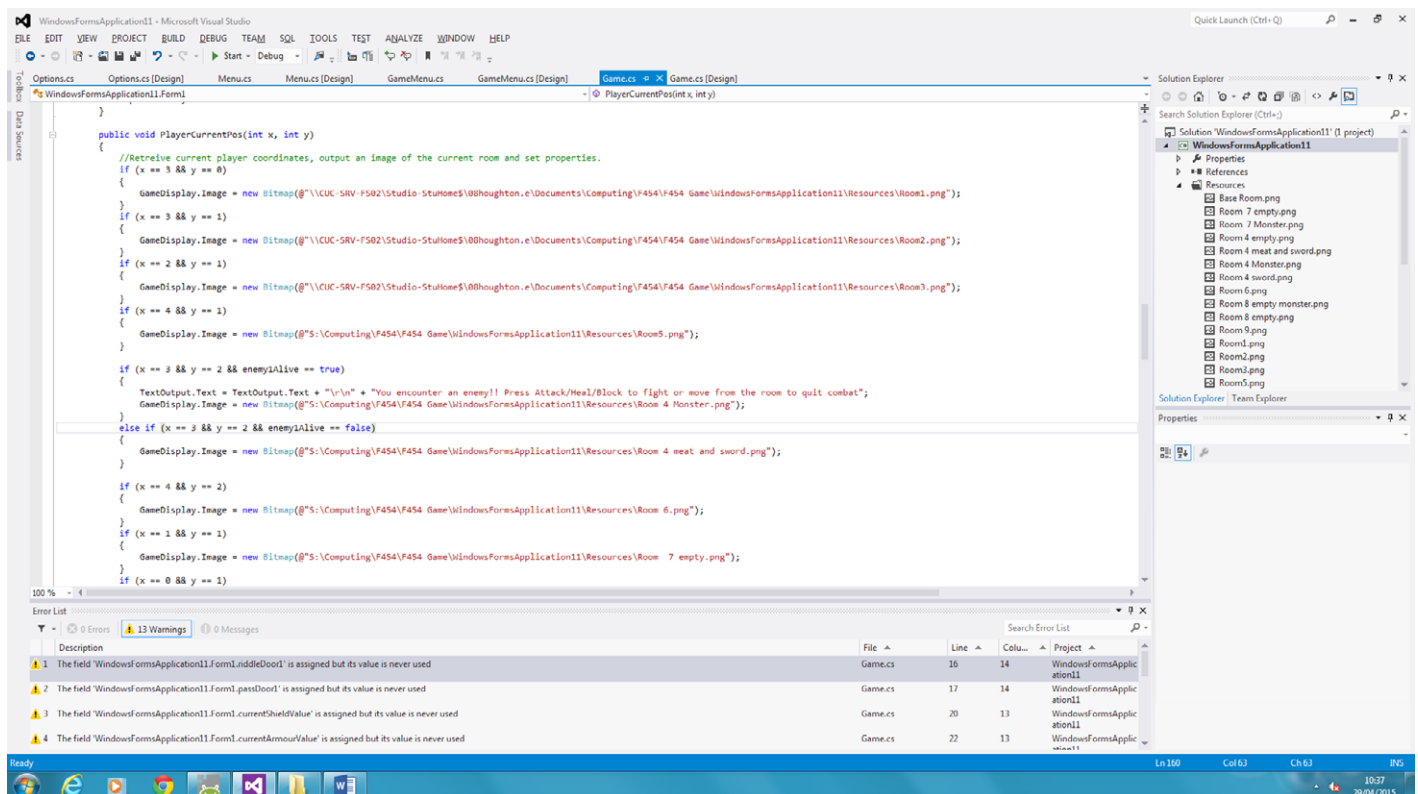 WindowsFormsApplication11 - Microsoft Visual Studio
Quick Launch (Ctrl+Q)
FILE EDIT VIEW PROJECT BUILD DEBUG TEAM SQL TOOLS TEST ANALYZE WINDOW HELP
Start - Debug
Options.cs Options.cs [Design] Menu.cs Menu.cs [Design] GameMenu.cs GameMenu.cs [Design] Game.cs Game.cs [Design]
WindowsFormsApplication11.Form1 PlayerCurrentPos(int x, int y)
Toolbox
Data Sources
}
public void PlayerCurrentPos(int x, int y)
{
//Retreive current player coordinates, output an image of the current room and set properties.
if (x == 3 && y == 0)
{
GameDisplay.Image = new Bitmap(@"\\CUC-SRV-FS02\Studio-StuHome$\08houghton.e\Documents\Computing\F454\F454 Game\WindowsFormsApplication11\Resources\Room1.png");
}
if (x == 3 && y == 1)
{
GameDisplay.Image = new Bitmap(@"\\CUC-SRV-FS02\Studio-StuHome$\08houghton.e\Documents\Computing\F454\F454 Game\WindowsFormsApplication11\Resources\Room2.png");
}
if (x == 2 && y == 1)
{
GameDisplay.Image = new Bitmap(@"\\CUC-SRV-FS02\Studio-StuHome$\08houghton.e\Documents\Computing\F454\F454 Game\WindowsFormsApplication11\Resources\Room3.png");
}
if (x == 4 && y == 1)
{
GameDisplay.Image = new Bitmap(@"S:\Computing\F454\F454 Game\WindowsFormsApplication11\Resources\Room5.png");
}
if (x == 3 && y == 2 && enemy1Alive == true)
{
TextOutput.Text = TextOutput.Text + "\r\n" + "You encounter an enemy!! Press Attack/Heal/Block to fight or move from the room to quit combat";
GameDisplay.Image = new Bitmap(@"S:\Computing\F454\F454 Game\WindowsFormsApplication11\Resources\Room 4 Monster.png");
}
else if (x == 3 && y == 2 && enemy1Alive == false)
{
GameDisplay.Image = new Bitmap(@"S:\Computing\F454\F454 Game\WindowsFormsApplication11\Resources\Room 4 meat and sword.png");
}
if (x == 4 && y == 2)
{
GameDisplay.Image = new Bitmap(@"S:\Computing\F454\F454 Game\WindowsFormsApplication11\Resources\Room 6.png");
}
if (x == 1 && y == 1)
{
GameDisplay.Image = new Bitmap(@"S:\Computing\F454\F454 Game\WindowsFormsApplication11\Resources\Room  7 empty.png");
}
if (x == 0 && y == 1)
100 %
Solution Explorer
Search Solution Explorer (Ctrl+;)
Solution 'WindowsFormsApplication11' (1 project)
WindowsFormsApplication11
Properties
References
Resources
Base Room.png
Room  7 empty.png
Room  7 Monster.png
Room 4 empty.png
Room 4 meat and sword.png
Room 4 Monster.png
Room 4 sword.png
Room 6.png
Room 8 empty monster.png
Room 8 empty.png
Room 9.png
Room1.png
Room2.png
Room3.png
Room5.png
Solution Explorer Team Explorer
Properties
Error List
0 Errors 13 Warnings 0 Messages Search Error List
Description File Line Colu... Project
1 The field 'WindowsFormsApplication11.Form1.riddleDoor1' is assigned but its value is never used Game.cs 16 14 WindowsFormsApplic
ation11
2 The field 'WindowsFormsApplication11.Form1.passDoor1' is assigned but its value is never used Game.cs 17 14 WindowsFormsApplic
ation11
3 The field 'WindowsFormsApplication11.Form1.currentShieldValue' is assigned but its value is never used Game.cs 20 13 WindowsFormsApplic
ation11
4 The field 'WindowsFormsApplication11.Form1.currentArmourValue' is assigned but its value is never used Game.cs 22 13 WindowsFormsApplic
ation11
Ready Ln 160 Col 63 Ch 63 INS
10:37
29/04/2015